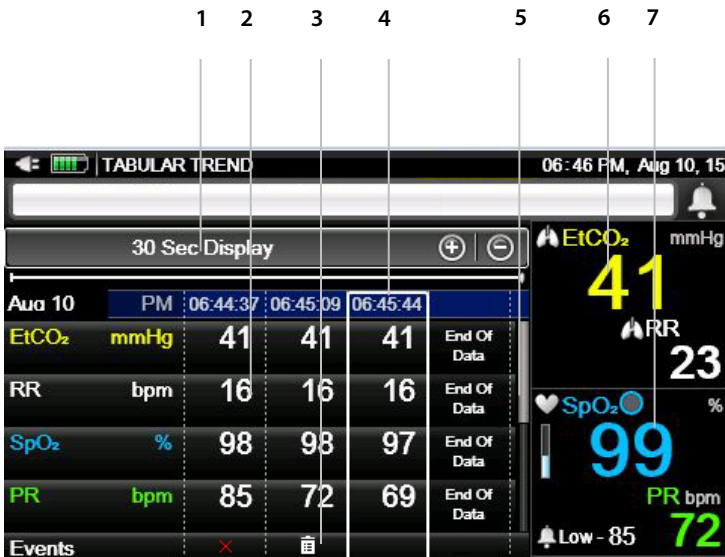 1 2 3 4 5 6 7
TABULAR TREND 06:46 PM, Aug 10, 15
30 Sec Display
Aug 10 PM 06:44:37 06:45:09 06:45:44
EtCO₂ mmHg 41 41 41 End Of Data
RR bpm 16 16 16 End Of Data
SpO₂ % 98 98 97 End Of Data
PR bpm 85 72 69 End Of Data
Events
EtCO₂ mmHg
41
RR
23
SpO₂ %
99
PR bpm
Low - 85 72